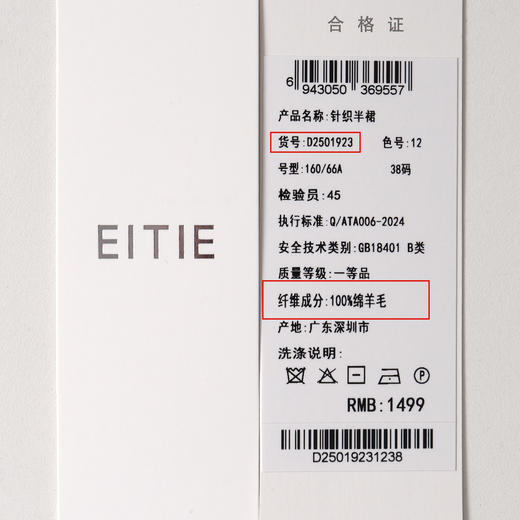 合格证
6 943050 369557
产品名称:针织半裙
货号:D2501923 色号:12
号型:160/66A 38码
检验员:45
执行标准:Q/ATA006-2024
安全技术类别:GB18401 B类
质量等级:一等品
纤维成分:100%绵羊毛
产地:广东深圳市
洗涤说明:
P
RMB:1499
D25019231238
EITIE